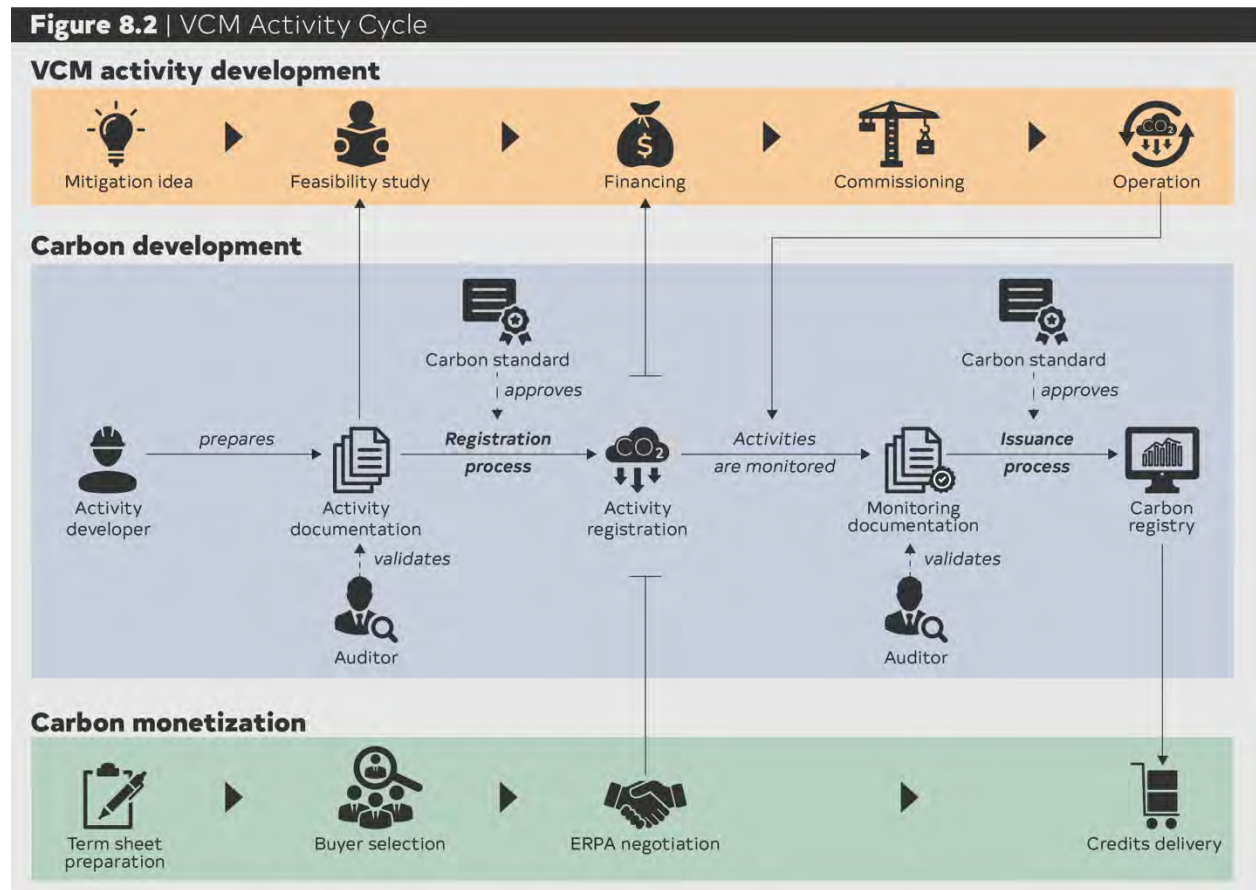 Figure 8.2 | VCM Activity Cycle
VCM activity development
Mitigation idea
Feasibility study
$
Financing
Commissioning
CO2
Operation
Carbon development
Carbon standard
approves
Carbon standard
approves
Activity
developer
prepares
Activity
documentation
Registration
process
CO2
Activity
registration
Activities
are monitored
Monitoring
documentation
Issuance
process
Carbon
registry
validates
Auditor
validates
Auditor
Carbon monetization
Term sheet
preparation
Buyer selection
ERPA negotiation
Credits delivery